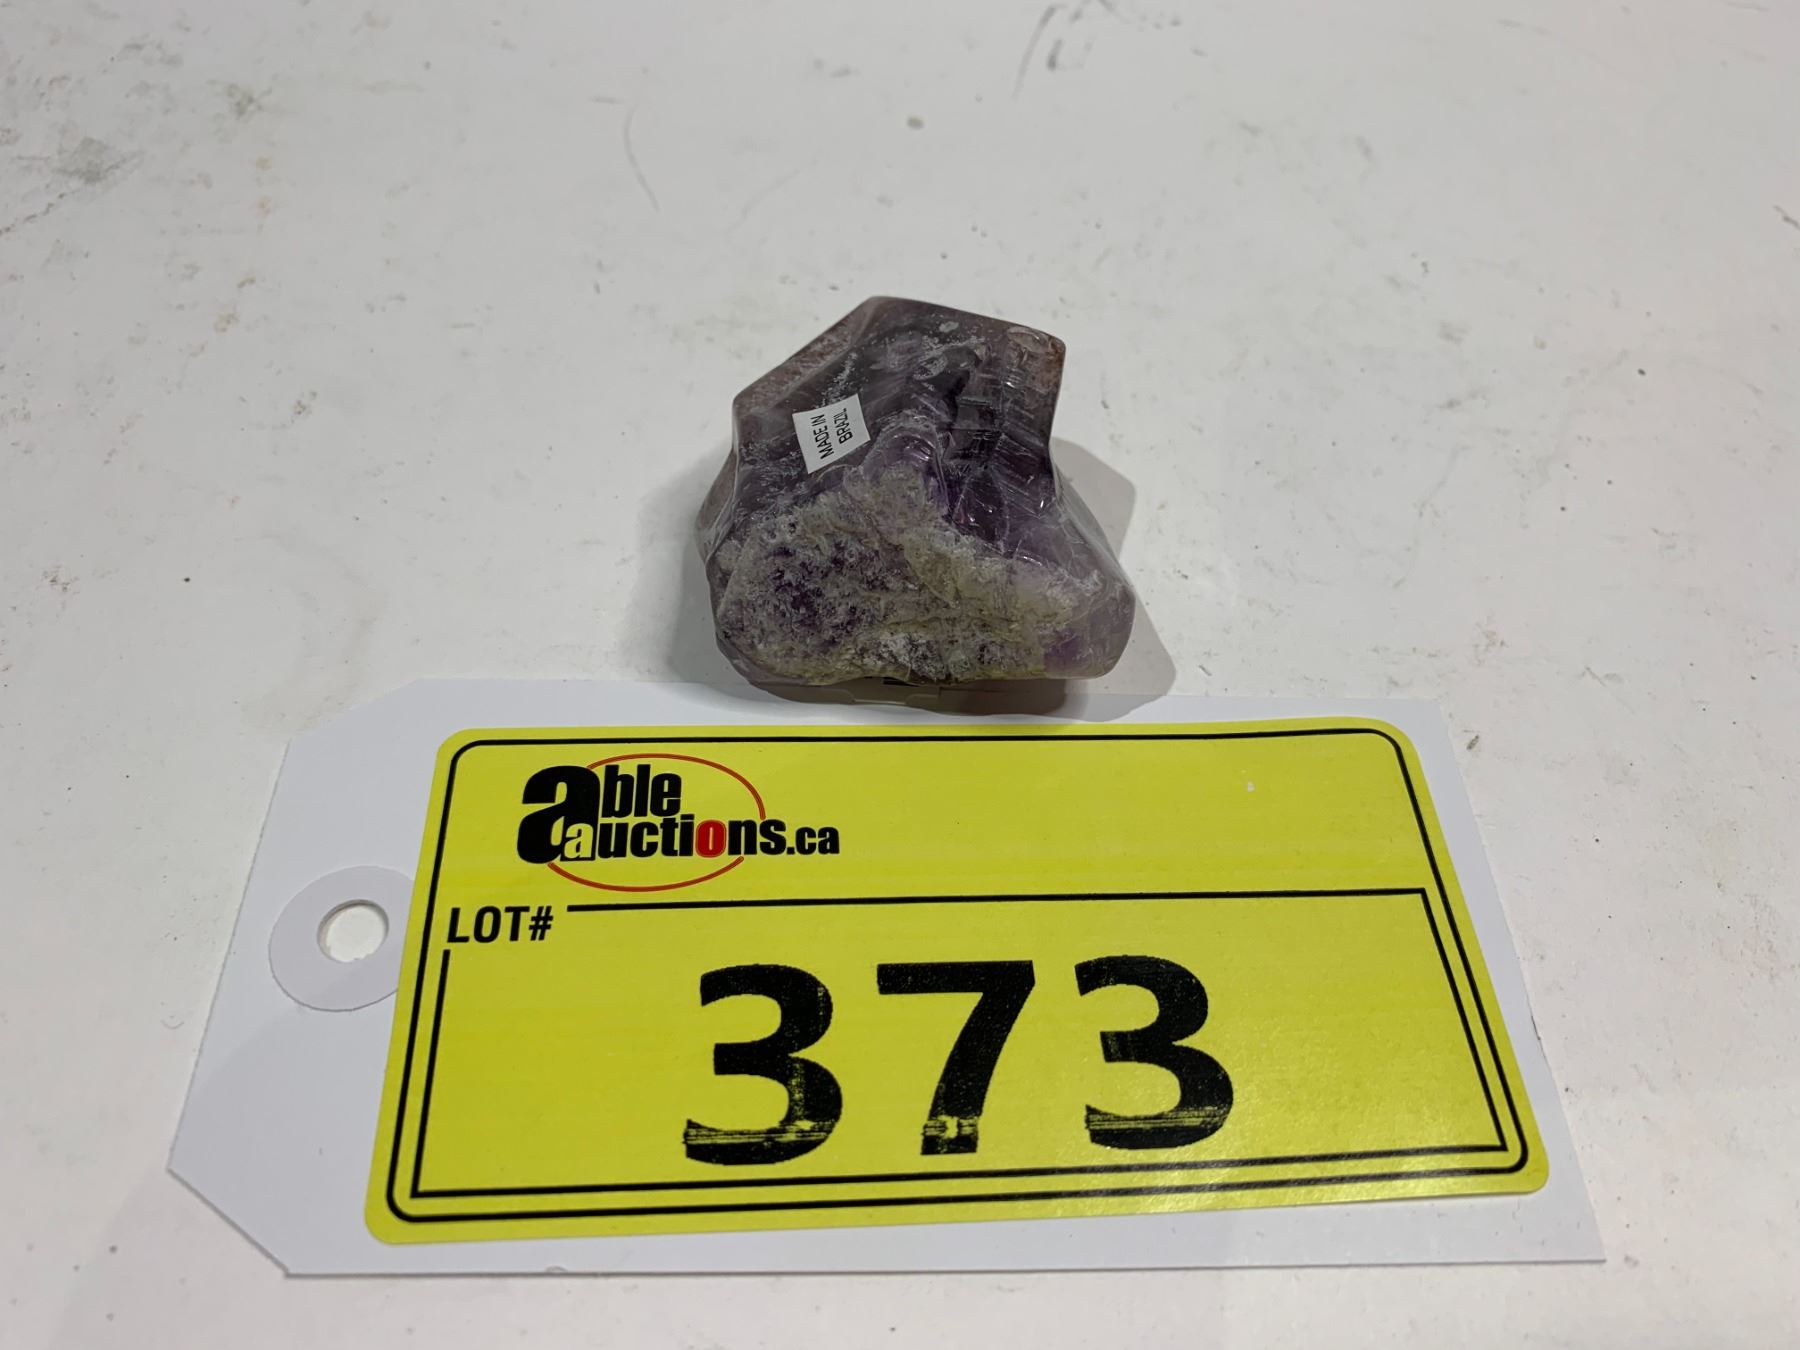 MADE IN
BRAZIL
able
auctions.ca
LOT#
373